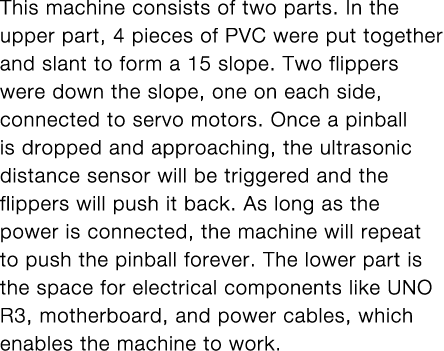 This machine consists of two parts. In the
upper part, 4 pieces of PVC were put together
and slant to form a 15 slope. Two flippers
were down the slope, one on each side,
connected to servo motors. Once a pinball
is dropped and approaching, the ultrasonic
distance sensor will be triggered and the
flippers will push it back. As long as the
power is connected, the machine will repeat
to push the pinball forever. The lower part is
the space for electrical components like UNO
R3, motherboard, and power cables, which
enables the machine to work.